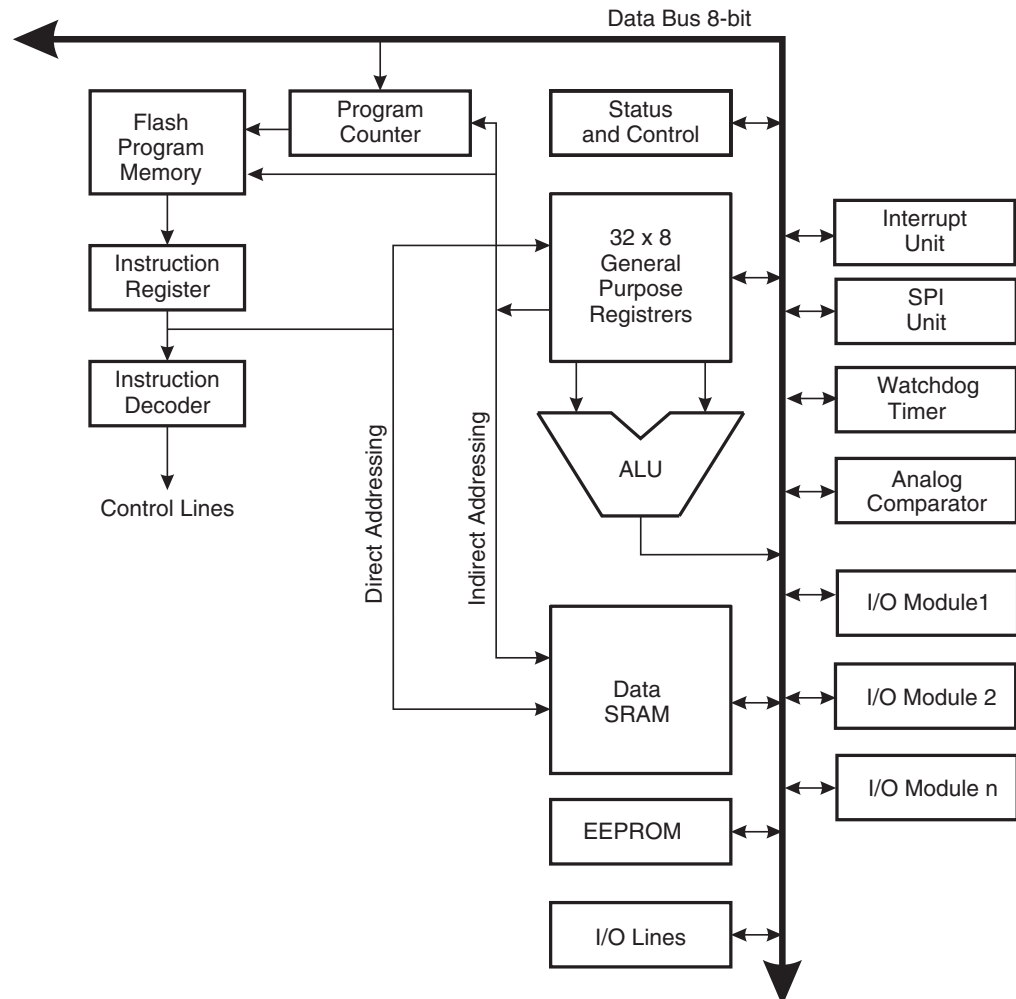 Data Bus 8-bit
Flash
Program
Memory
Program
Counter
Status
and Control
32 x 8
General
Purpose
Registrers
Interrupt
Unit
Instruction
Register
SPI
Unit
Instruction
Decoder
Watchdog
Timer
Direct Addressing
Indirect Addressing
ALU
Control Lines
Analog
Comparator
I/O Module1
Data
SRAM
I/O Module 2
I/O Module n
EEPROM
I/O Lines